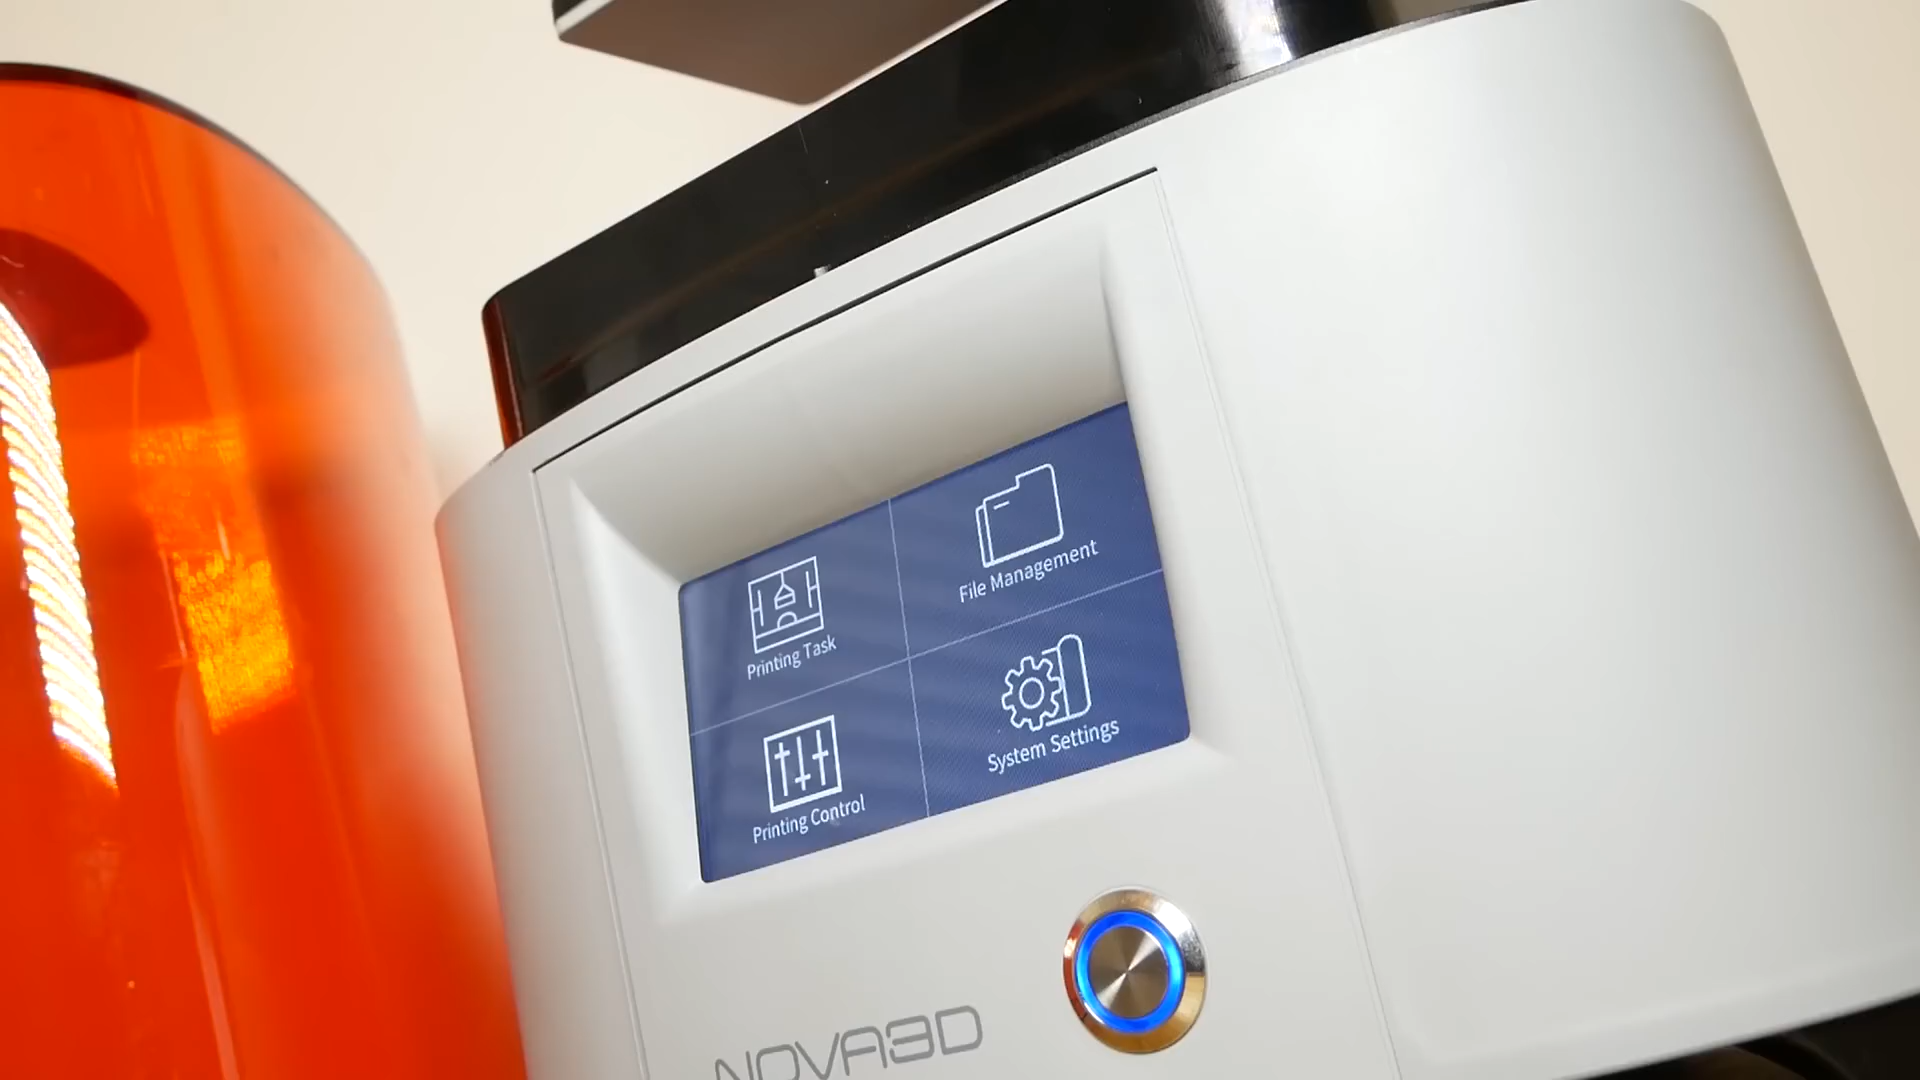 Printing Task
File Management
Printing Control
System Settings
NOVA3D